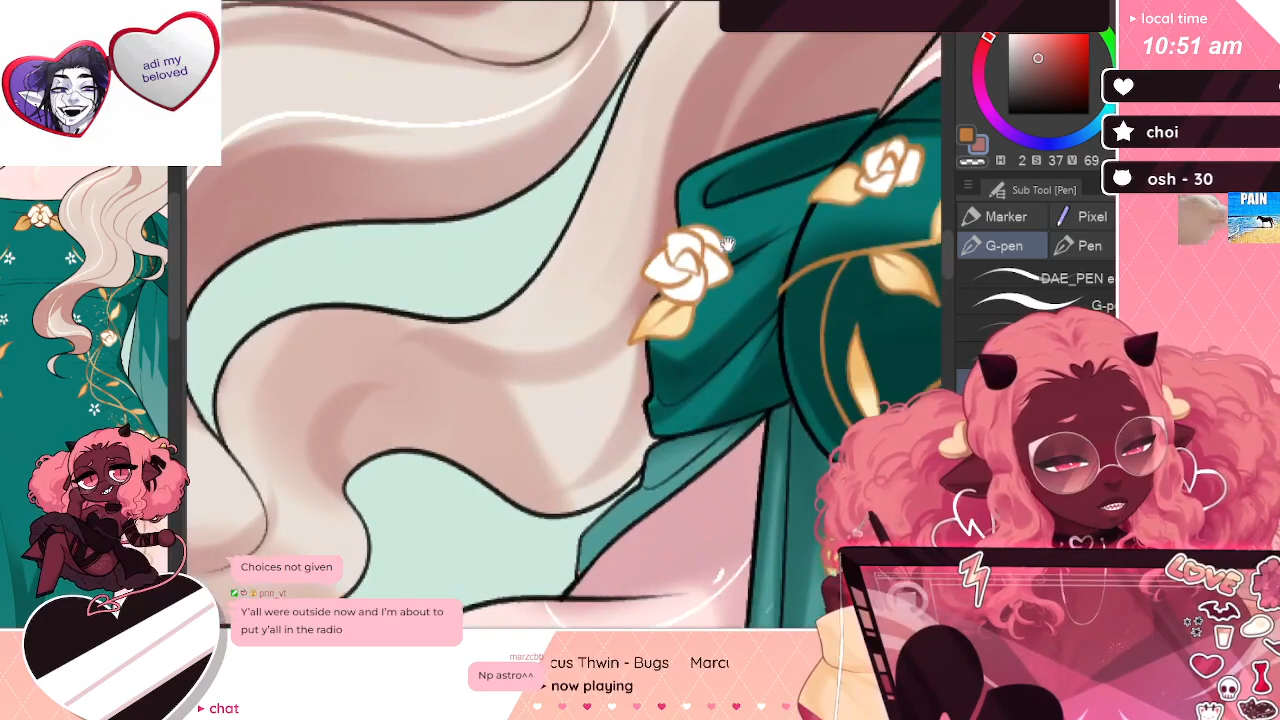 adi my
beloved
local time
10:51 am
choi
osh - 30
PAIN
H 2 S 37 V 69
Sub Tool [Pen]
Marker
Pixel
G-pen
Pen
DAE_PEN
Choices not given
prin_vt
Y'all were outside now and I'm about to
put y'all in the radio
marzcbb
Np astro^^
cus Thwin - Bugs
now playing
chat
LOVE